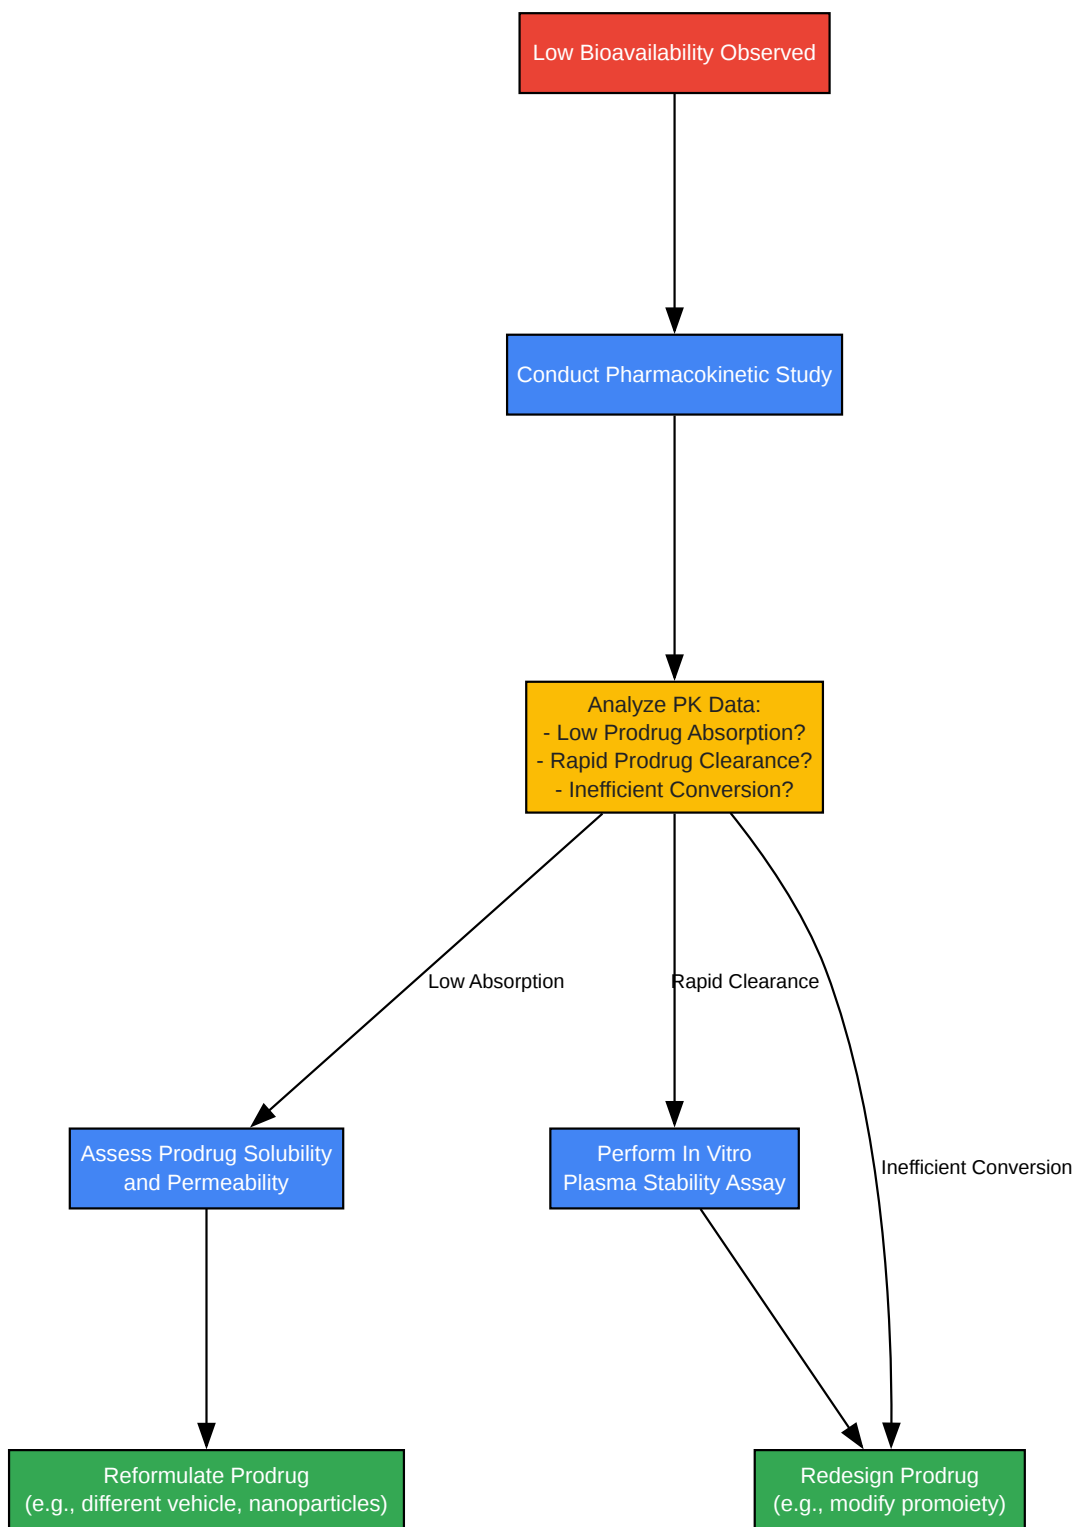 Low Bioavailability Observed
Conduct Pharmacokinetic Study
Analyze PK Data:
- Low Prodrug Absorption?
- Rapid Prodrug Clearance?
- Inefficient Conversion?
Low Absorption
Rapid Clearance
Inefficient Conversion
Assess Prodrug Solubility
and Permeability
Perform In Vitro
Plasma Stability Assay
Reformulate Prodrug
(e.g., different vehicle, nanoparticles)
Redesign Prodrug
(e.g., modify promoiety)